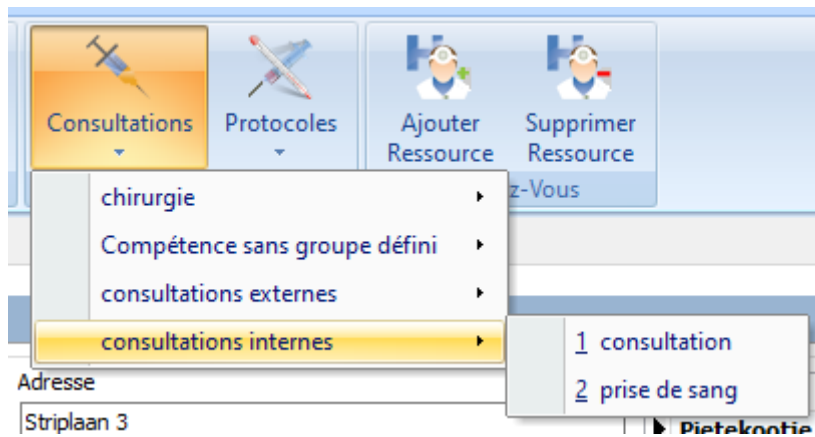 Consultations
Protocoles
Ajouter
Ressource
Supprimer
Ressource
z-Vous
chirurgie
Compétence sans groupe défini
consultations externes
consultations internes
1 consultation
2 prise de sang
Adresse
Striplaan 3
Pietekootje